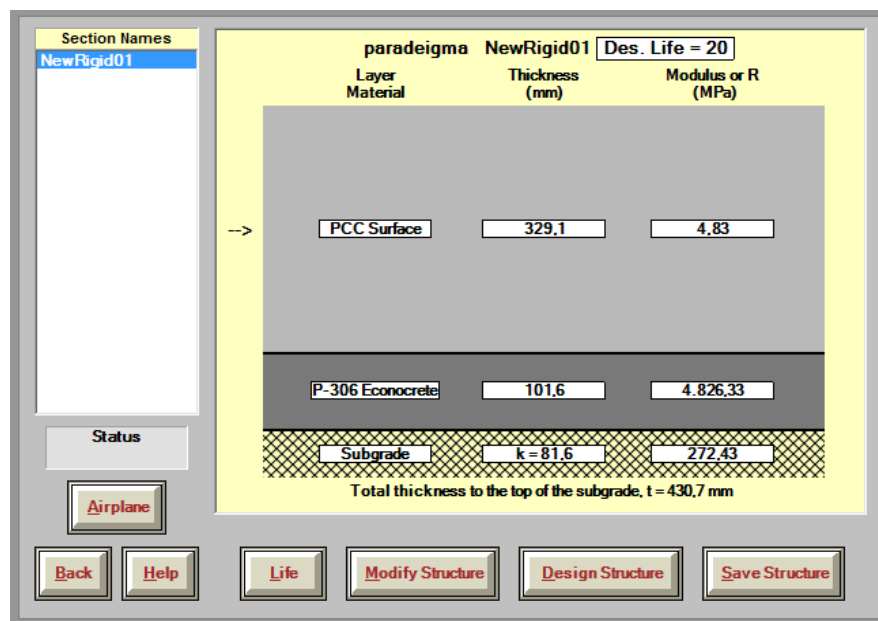 Section Names
NewRigid01
Status
Airplane
Back
Help
paradeigma NewRigid01 Des. Life = 20
Layer Material
Thickness (mm)
Modulus or R (MPa)
--> PCC Surface 329,1 4,83
P-306 Econocrete 101,6 4.826,33
Subgrade k = 81,6 272,43
Total thickness to the top of the subgrade, t = 430,7 mm
Life
Modify Structure
Design Structure
Save Structure